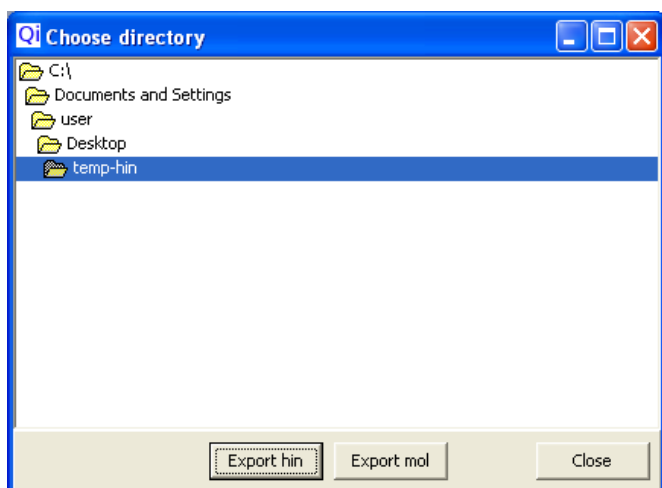 Qi Choose directory
C:\
Documents and Settings
user
Desktop
temp-hin
Export hin Export mol Close